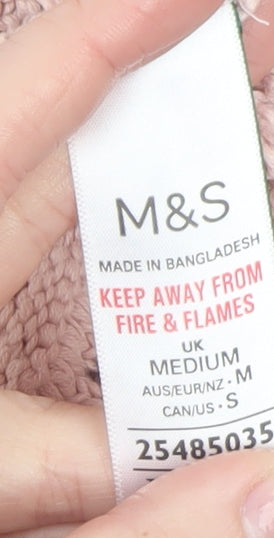 M&S
MADE IN BANGLADESH
KEEP AWAY FROM
FIRE & FLAMES
UK
MEDIUM
AUS/EUR/NZ · M
CAN/US · S
25485035